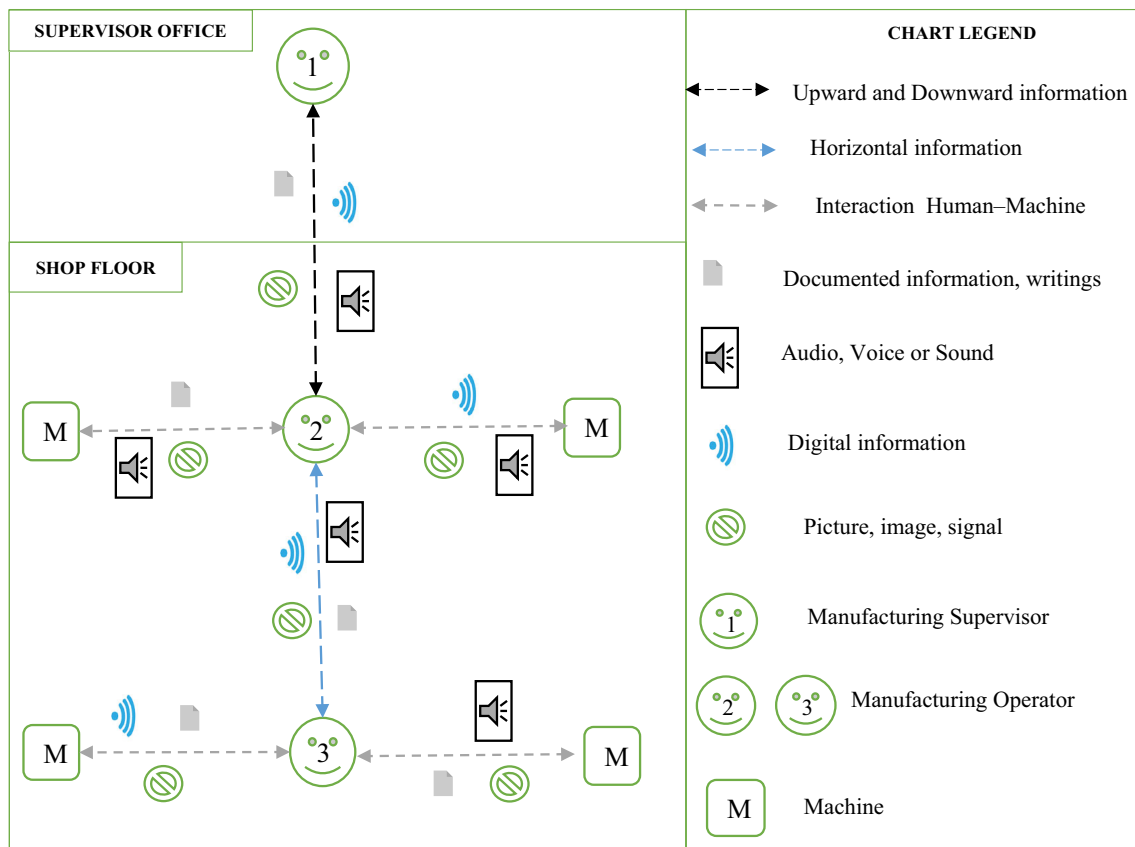 SUPERVISOR OFFICE
1
SHOP FLOOR
M
2
M
M
3
M
CHART LEGEND
Upward and Downward information
Horizontal information
Interaction Human–Machine
Documented information, writings
Audio, Voice or Sound
Digital information
Picture, image, signal
1 Manufacturing Supervisor
2 3 Manufacturing Operator
M Machine